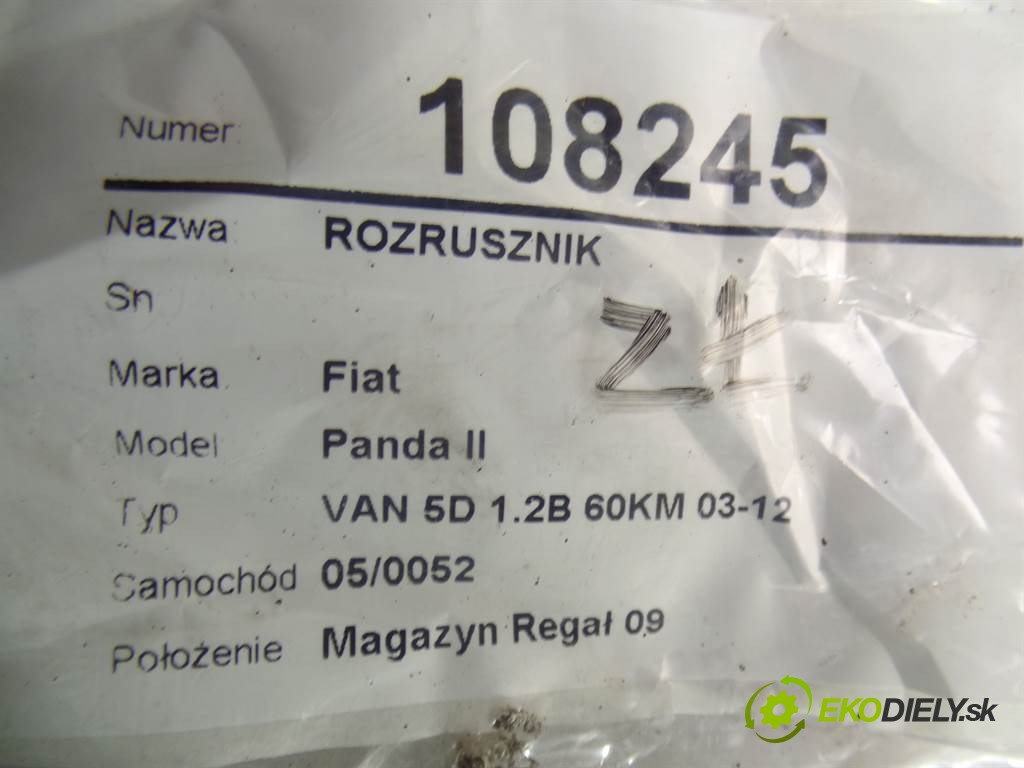 Numer: 108245
Nazwa: ROZRUSZNIK
Sn
Marka: Fiat
Model Panda II
Typ VAN 5D 1.2B 60KM 03-12
Samochód 05/0052
Położenie Magazyn Regał 09
EKODIELY.sk